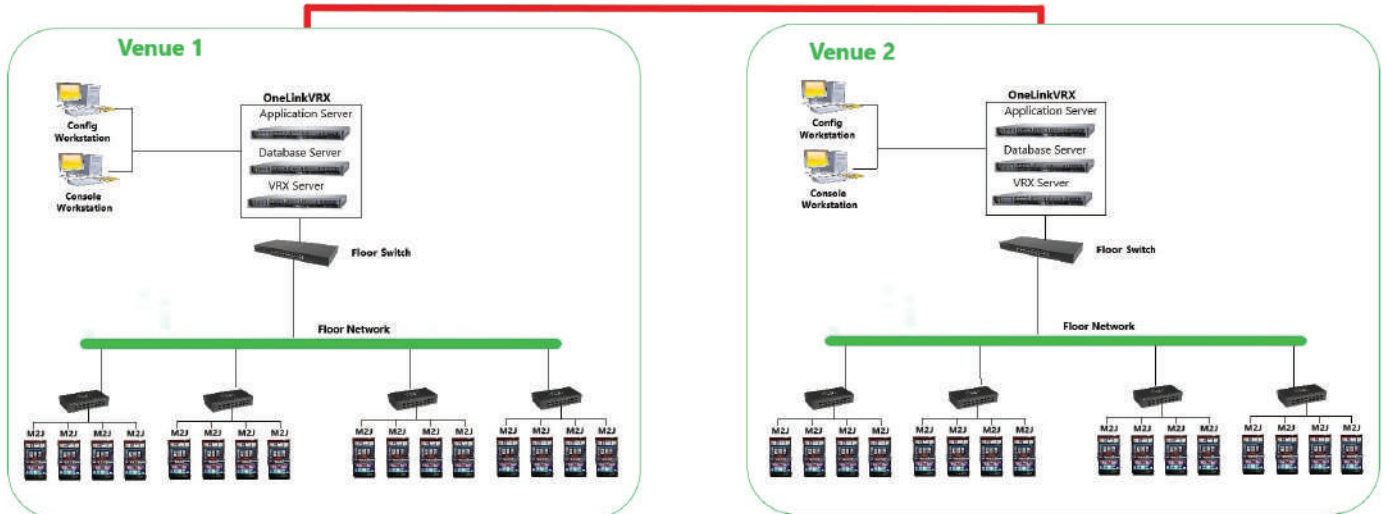 Venue 1
Config
Workstation
Console
Workstation
OneLinkVRX
Application Server
Database Server
VRX Server
Floor Switch
Floor Network
M2J M2J M2J M2J M2J M2J M2J M2J M2J M2J M2J M2J M2J M2J M2J M2J
Venue 2
Config
Workstation
Console
Workstation
OneLinkVRX
Application Server
Database Server
VRX Server
Floor Switch
Floor Network
M2J M2J M2J M2J M2J M2J M2J M2J M2J M2J M2J M2J M2J M2J M2J M2J